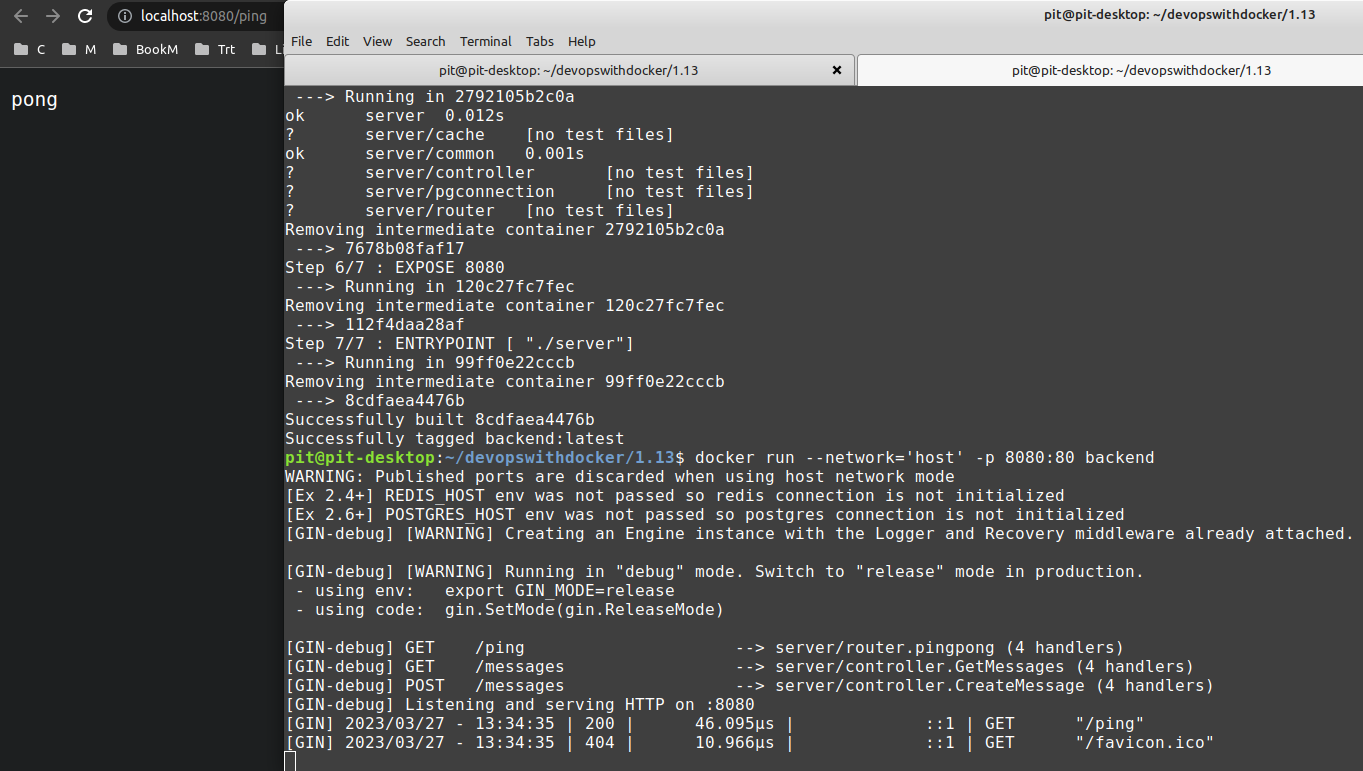 localhost:8080/ping
C M BookM Trt
pong
pit@pit-desktop: ~/devopswithdocker/1.13
File Edit View Search Terminal Tabs Help
pit@pit-desktop: ~/devopswithdocker/1.13 × pit@pit-desktop: ~/devopswithdocker/1.13
 ---> Running in 2792105b2c0a
ok      server  0.012s
?       server/cache    [no test files]
ok      server/common   0.001s
?       server/controller       [no test files]
?       server/pgconnection     [no test files]
?       server/router   [no test files]
Removing intermediate container 2792105b2c0a
 ---> 7678b08faf17
Step 6/7 : EXPOSE 8080
 ---> Running in 120c27fc7fec
Removing intermediate container 120c27fc7fec
 ---> 112f4daa28af
Step 7/7 : ENTRYPOINT [ "./server"]
 ---> Running in 99ff0e22cccb
Removing intermediate container 99ff0e22cccb
 ---> 8cdfaea4476b
Successfully built 8cdfaea4476b
Successfully tagged backend:latest
pit@pit-desktop:~/devopswithdocker/1.13$ docker run --network='host' -p 8080:80 backend
WARNING: Published ports are discarded when using host network mode
[Ex 2.4+] REDIS_HOST env was not passed so redis connection is not initialized
[Ex 2.6+] POSTGRES_HOST env was not passed so postgres connection is not initialized
[GIN-debug] [WARNING] Creating an Engine instance with the Logger and Recovery middleware already attached.
[GIN-debug] [WARNING] Running in "debug" mode. Switch to "release" mode in production.
 - using env:   export GIN_MODE=release
 - using code:  gin.SetMode(gin.ReleaseMode)
[GIN-debug] GET    /ping                     --> server/router.pingpong (4 handlers)
[GIN-debug] GET    /messages                 --> server/controller.GetMessages (4 handlers)
[GIN-debug] POST   /messages                 --> server/controller.CreateMessage (4 handlers)
[GIN-debug] Listening and serving HTTP on :8080
[GIN] 2023/03/27 - 13:34:35 | 200 |      46.095µs |             ::1 | GET      "/ping"
[GIN] 2023/03/27 - 13:34:35 | 404 |      10.966µs |             ::1 | GET      "/favicon.ico"